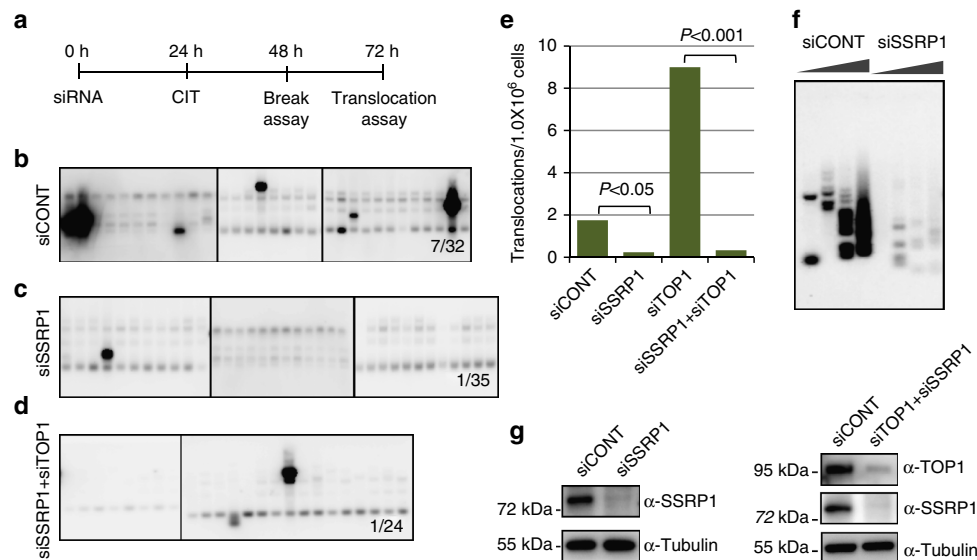 a
0 h 24 h 48 h 72 h
siRNA CIT Break assay Translocation assay
b
siCONT
7/32
c
siSSRP1
1/35
d
siSSRP1+siTOP1
1/24
e
Translocations/1.0X10⁶ cells
10
8
6
4
2
0
P<0.05
P<0.001
siCONT
siSSRP1
siTOP1
siSSRP1+siTOP1
f
siCONT siSSRP1
g
siCONT
siSSRP1
72 kDa
α-SSRP1
55 kDa
α-Tubulin
siCONT
siTOP1+siSSRP1
95 kDa
α-TOP1
72 kDa
α-SSRP1
55 kDa
α-Tubulin